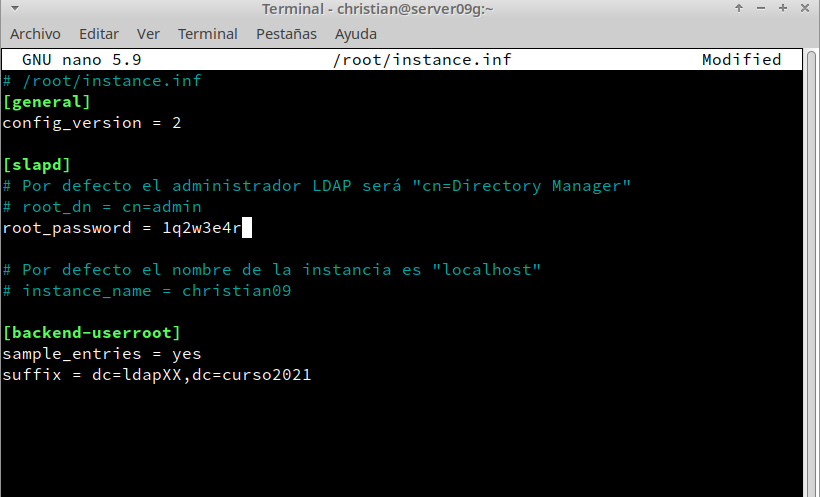 Terminal - christian@server09g:~
Archivo Editar Ver Terminal Pestañas Ayuda
GNU nano 5.9 /root/instance.inf Modified
# /root/instance.inf
[general]
config_version = 2
[slapd]
# Por defecto el administrador LDAP será "cn=Directory Manager"
# root_dn = cn=admin
root_password = 1q2w3e4r
# Por defecto el nombre de la instancia es "localhost"
# instance_name = christian09
[backend-userroot]
sample_entries = yes
suffix = dc=ldapXX,dc=curso2021